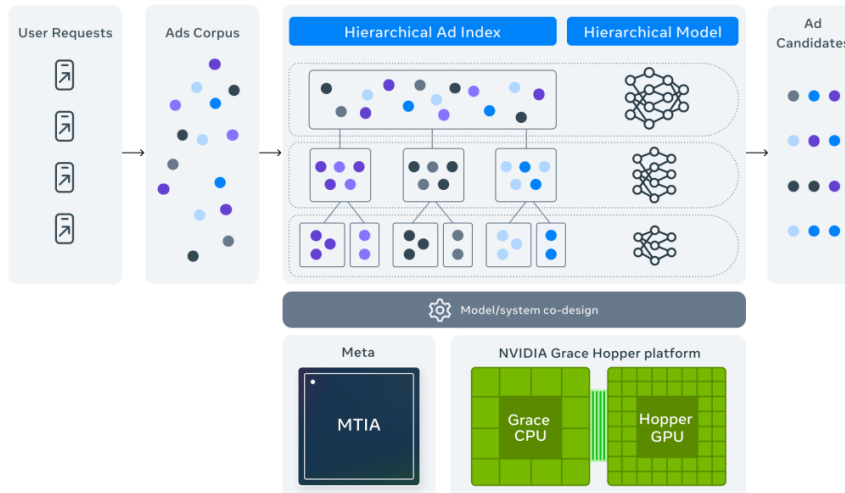 User Requests
Ads Corpus
Hierarchical Ad Index
Hierarchical Model
Ad
Candidates
Model/system co-design
Meta
MTIA
NVIDIA Grace Hopper platform
Grace
CPU
Hopper
GPU